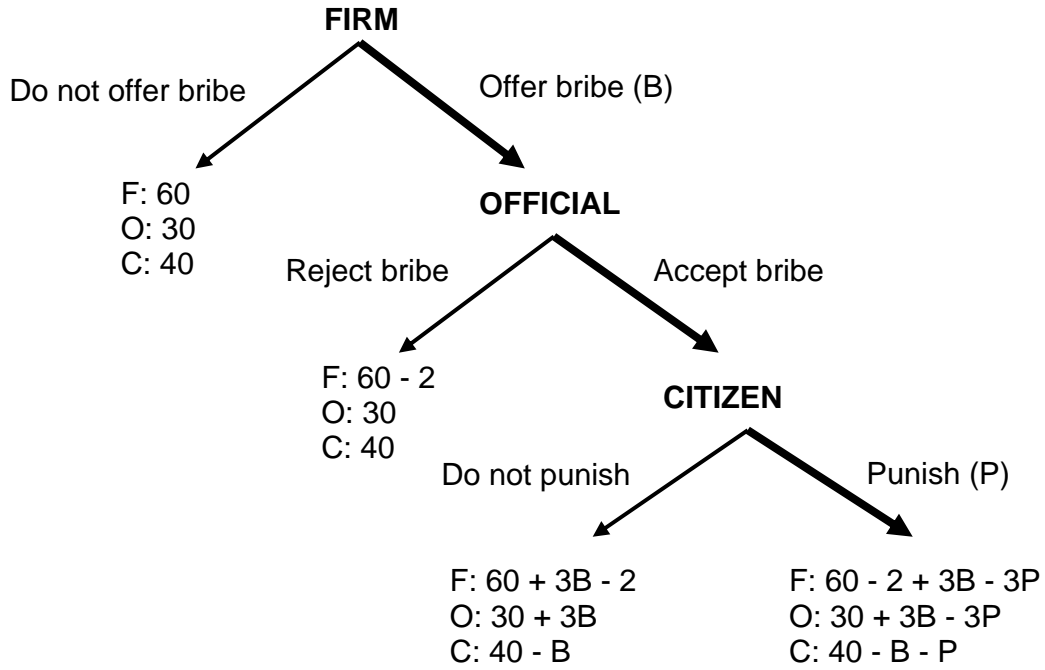 FIRM
Do not offer bribe
Offer bribe (B)
F: 60
O: 30
C: 40
OFFICIAL
Reject bribe
Accept bribe
F: 60 - 2
O: 30
C: 40
CITIZEN
Do not punish
Punish (P)
F: 60 + 3B - 2
O: 30 + 3B
C: 40 - B
F: 60 - 2 + 3B - 3P
O: 30 + 3B - 3P
C: 40 - B - P